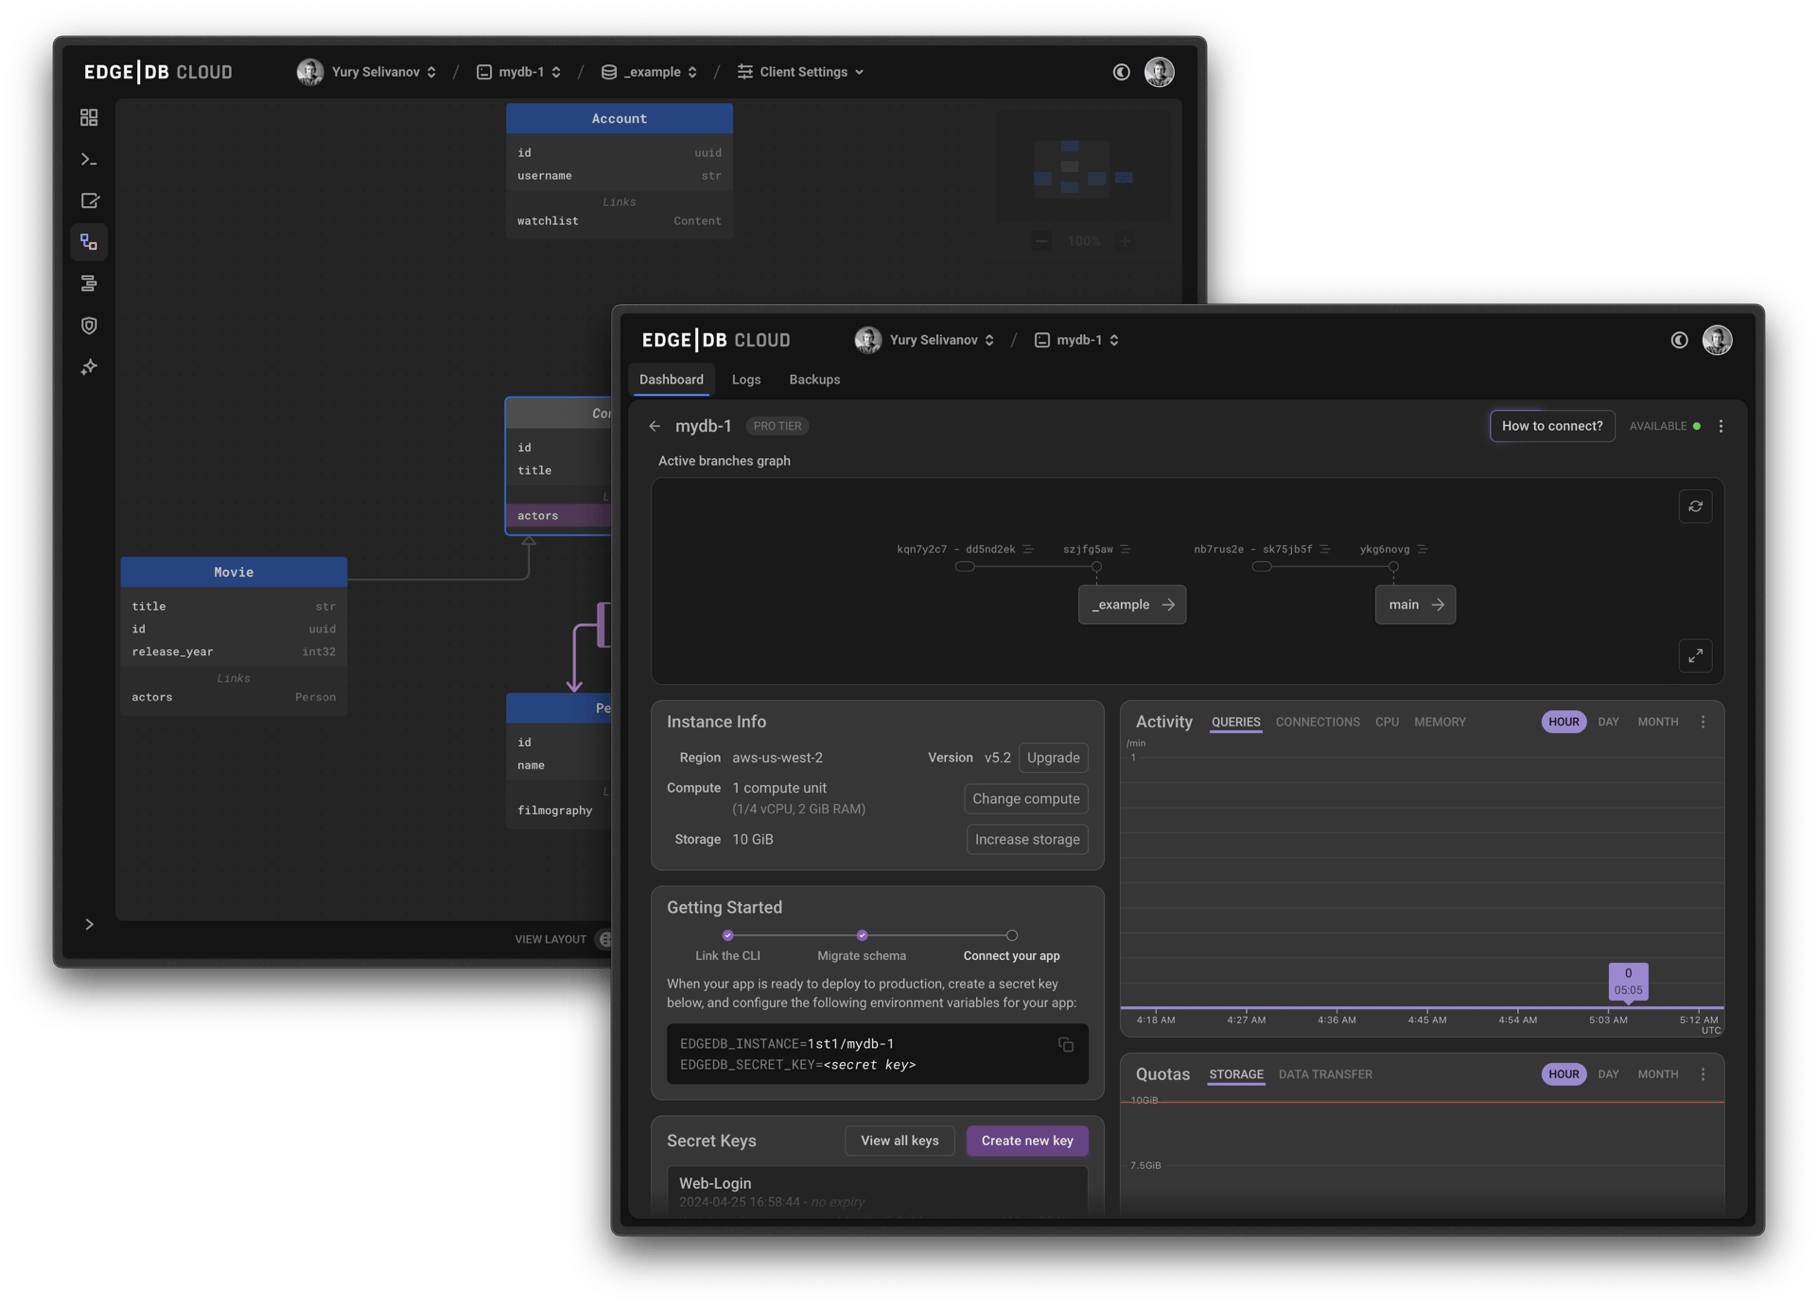 EDGE|DB CLOUD
Yury Selivanov / mydb-1 / _example / Client Settings
Account
id uuid
username str
Links
watchlist Content
100%
id
title
actors
Movie
title str
id uuid
release_year int32
Links
actors Person
id
name
filmography
VIEW LAYOUT
EDGE|DB CLOUD
Yury Selivanov / mydb-1
Dashboard Logs Backups
mydb-1 PRO TIER
How to connect? AVAILABLE
Active branches graph
kqn7y2c7 - dd5nd2ek szjfg5aw nb7rus2e - sk75jb5f ykg6novg
_example main
Instance Info
Region aws-us-west-2 Version v5.2 Upgrade
Compute 1 compute unit
(1/4 vCPU, 2 GiB RAM) Change compute
Storage 10 GiB Increase storage
Getting Started
Link the CLI Migrate schema Connect your app
When your app is ready to deploy to production, create a secret key
below, and configure the following environment variables for your app:
EDGEDB_INSTANCE=1st1/mydb-1
EDGEDB_SECRET_KEY=<secret key>
Secret Keys View all keys Create new key
Web-Login
2024-04-25 16:58:44 - no expiry
Activity QUERIES CONNECTIONS CPU MEMORY HOUR DAY MONTH
/min
1
0
05:05
4:18 AM 4:27 AM 4:36 AM 4:45 AM 4:54 AM 5:03 AM 5:12 AM
UTC
Quotas STORAGE DATA TRANSFER HOUR DAY MONTH
10GiB
7.5GiB